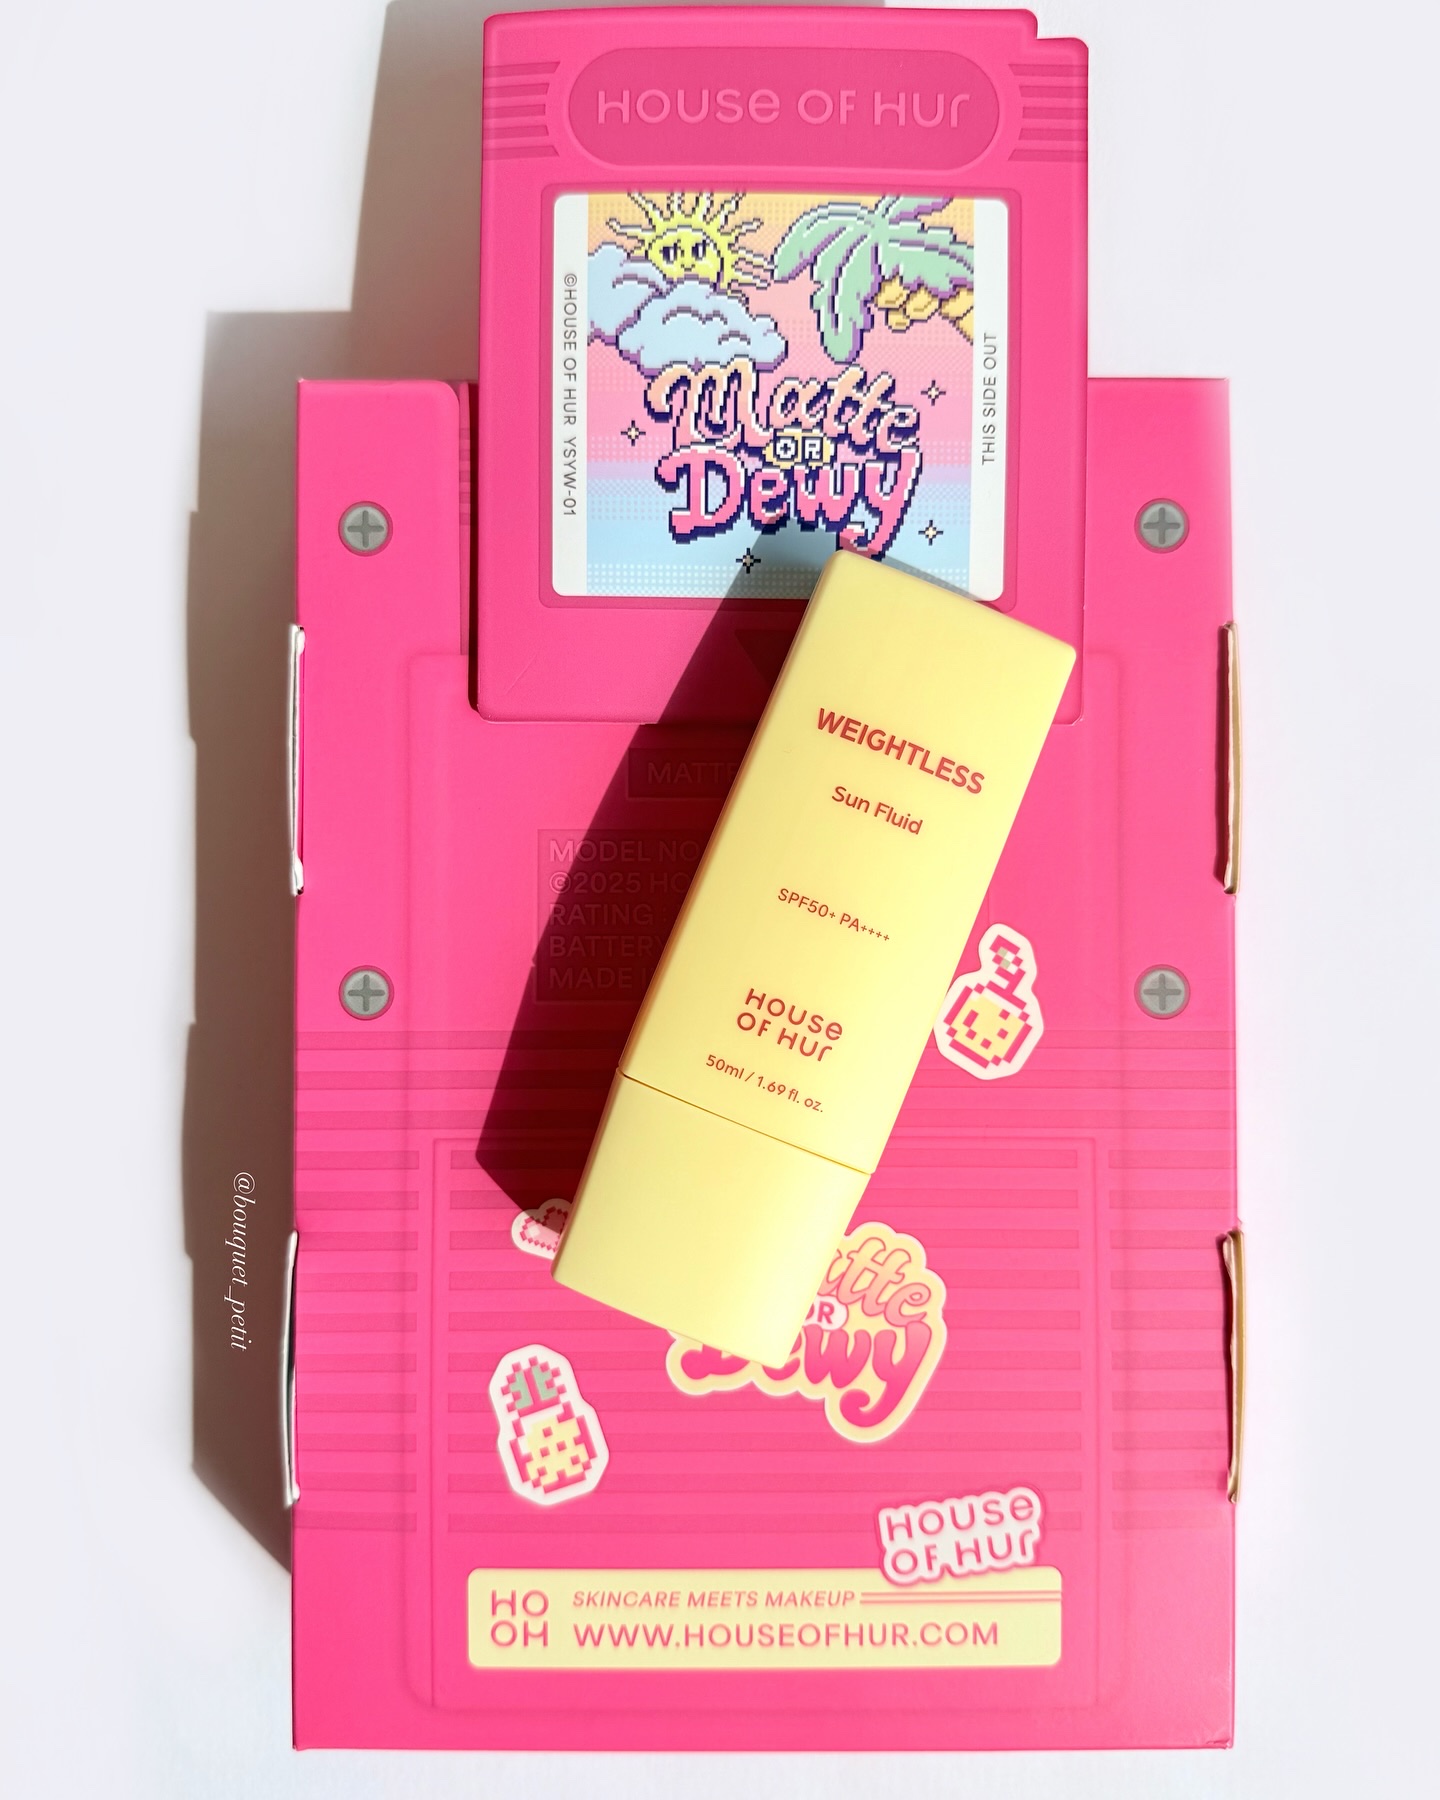 HOUSE OF HUR
©HOUSE OF HUR YSYW-01
THIS SIDE OUT
Matte
OR
Dewy
WEIGHTLESS
Sun Fluid
SPF50+ PA++++
HOUSE
OF HUR
50ml / 1.69 fl. oz.
MODEL NO
©2025
RATING
BATTERY
MADE
@bouquet_petit
OR
Dewy
HOUSE
OF HUR
HO
OH
SKINCARE MEETS MAKEUP
WWW.HOUSEOFHUR.COM